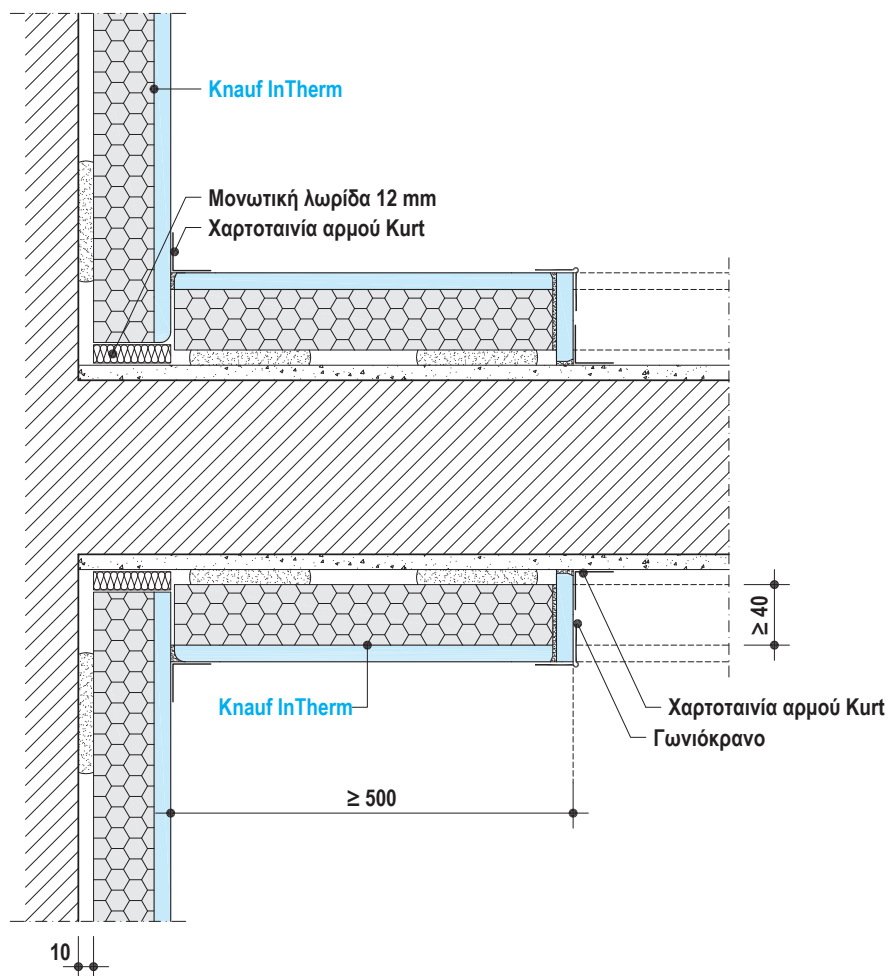 Knauf InTherm
Μονωτική λωρίδα 12 mm
Χαρτοταινία αρμού Kurt
≥ 40
Knauf InTherm
Χαρτοταινία αρμού Kurt
Γωνιόκρανο
≥ 500
10